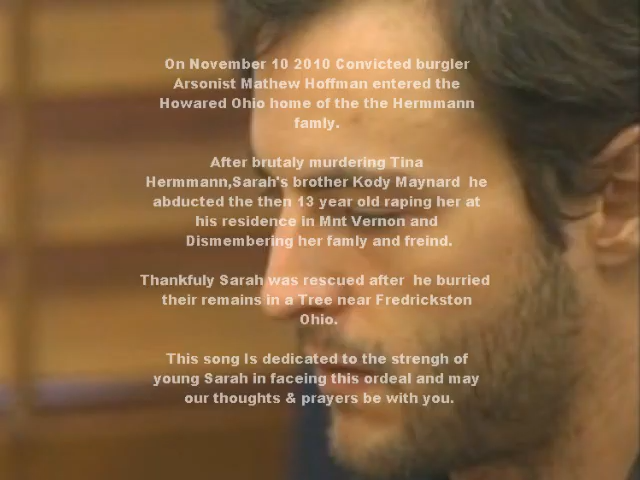 On November 10 2010 Convicted burgler
Arsonist Mathew Hoffman entered the
Howared Ohio home of the the Hermmann
famly.
After brutaly murdering Tina
Hermmann,Sarah's brother Kody Maynard he
abducted the then 13 year old raping her at
his residence in Mnt Vernon and
Dismembering her famly and freind.
Thankfuly Sarah was rescued after he burried
their remains in a Tree near Fredrickston
Ohio.
This song Is dedicated to the strengh of
young Sarah in faceing this ordeal and may
our thoughts & prayers be with you.